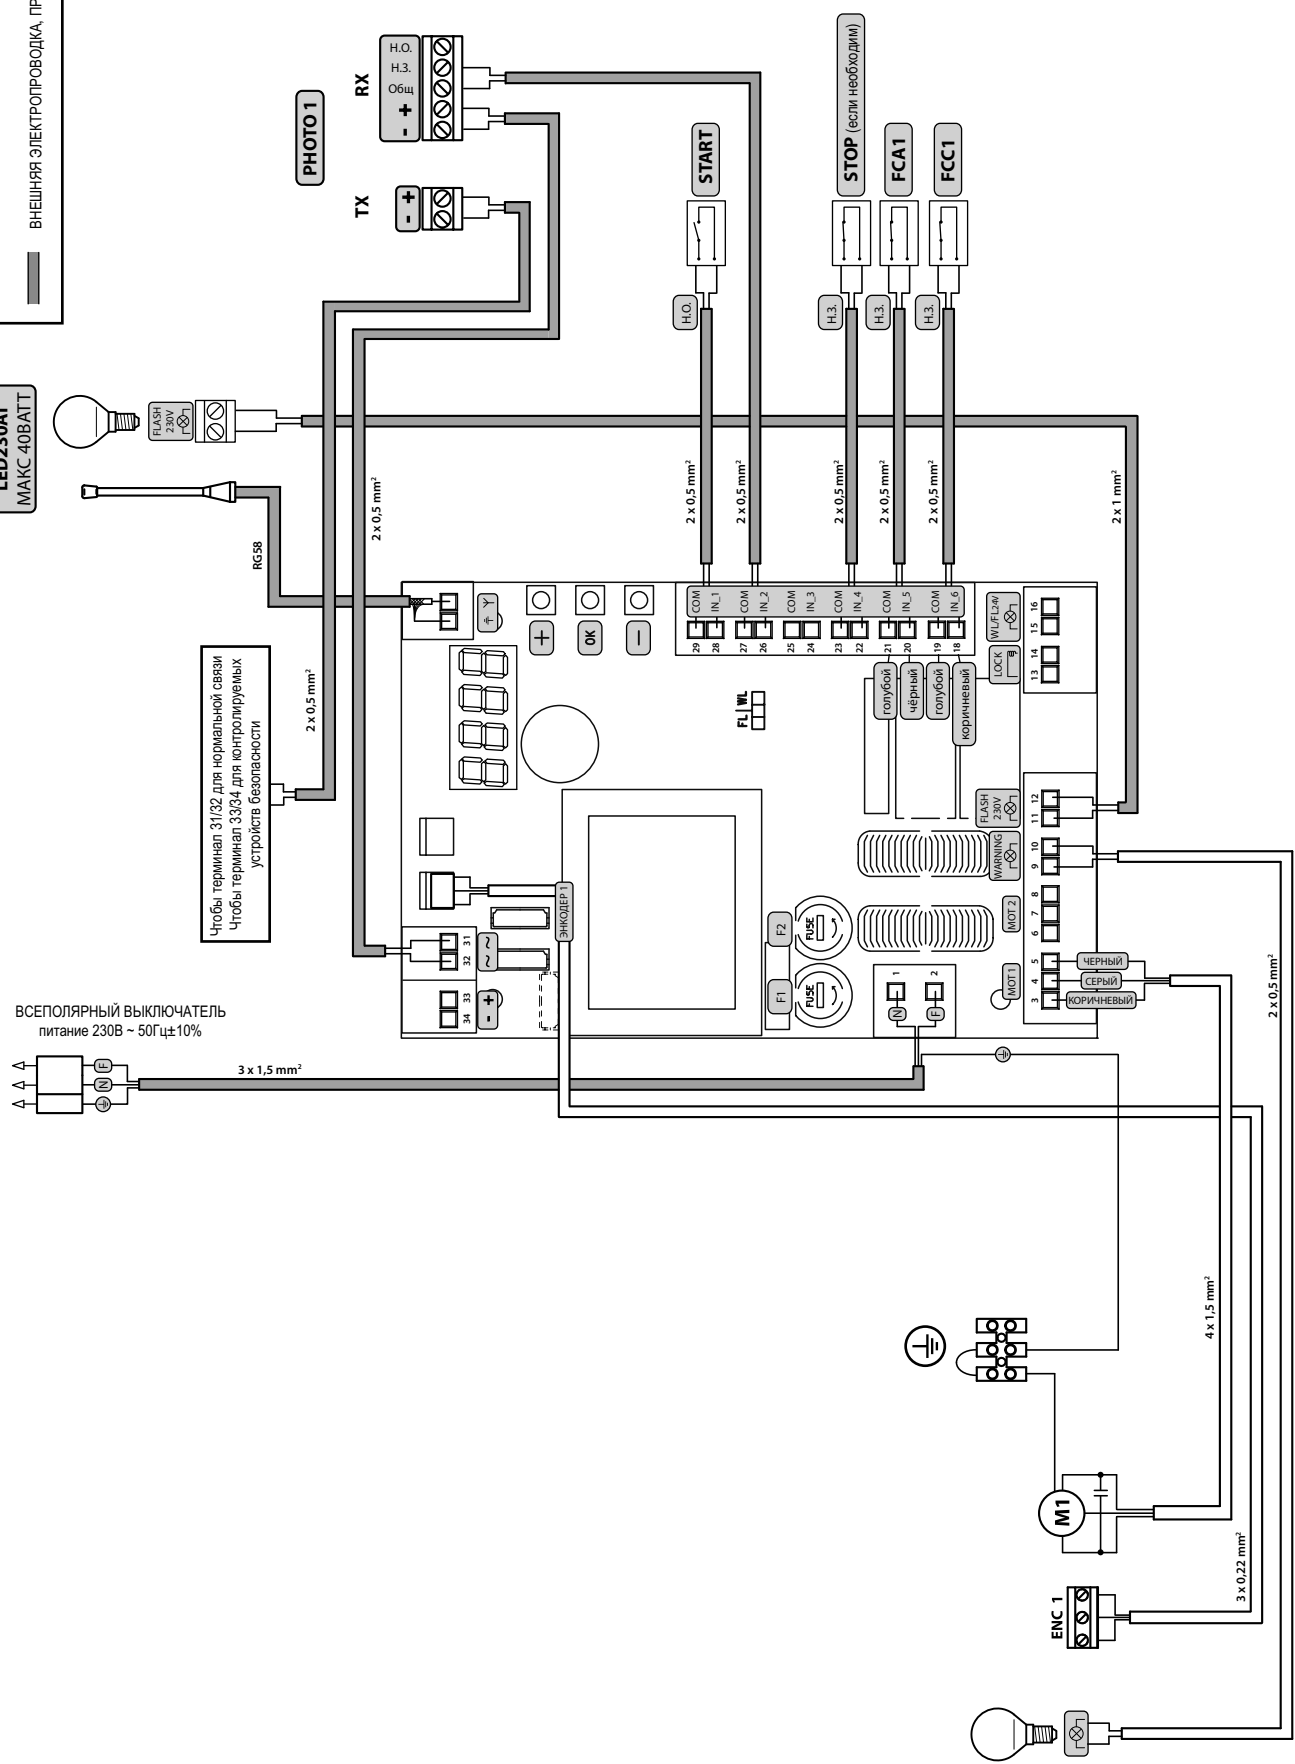 ВНЕШНЯЯ ЭЛЕКТРОПРОВОДКА, ПР
LED230AI
МАКС 40ВАТТ
FLASH
230V
PHOTO 1
TX
- +
RX
Н.О.
Н.З.
Общ
- +
START
STOP (если необходим)
FCA1
FCC1
Н.О.
Н.З.
Н.З.
Н.З.
RG58
2 x 0,5 mm²
2 x 0,5 mm²
2 x 0,5 mm²
2 x 0,5 mm²
2 x 0,5 mm²
2 x 0,5 mm²
2 x 0,5 mm²
2 x 1 mm²
Чтобы терминал 31/32 для нормальной связи
Чтобы терминал 33/34 для контролируемых
устройств безопасности
ВСЕПОЛЯРНЫЙ ВЫКЛЮЧАТЕЛЬ
питание 230В ~ 50Гц±10%
F
N
3 x 1,5 mm²
+
OK
-
COM
IN_1
COM
IN_2
COM
IN_3
COM
IN_4
COM
IN_5
COM
IN_6
29
28
27
26
25
24
23
22
21
20
19
18
голубой
чёрный
голубой
коричневый
FL
WL
WL/FL24V
LOCK
16
15
14
13
FLASH
230V
WARNING
12
11
10
9
8
7
6
5
4
3
MOT 2
MOT 1
ЧЕРНЫЙ
СЕРЫЙ
КОРИЧНЕВЫЙ
ЭНКОДЕР 1
31
32
~ ~
33
34
- +
F2
F1
FUSE
FUSE
1
2
N
F
2 x 0,5 mm²
4 x 1,5 mm²
3 x 0,22 mm²
M1
ENC 1